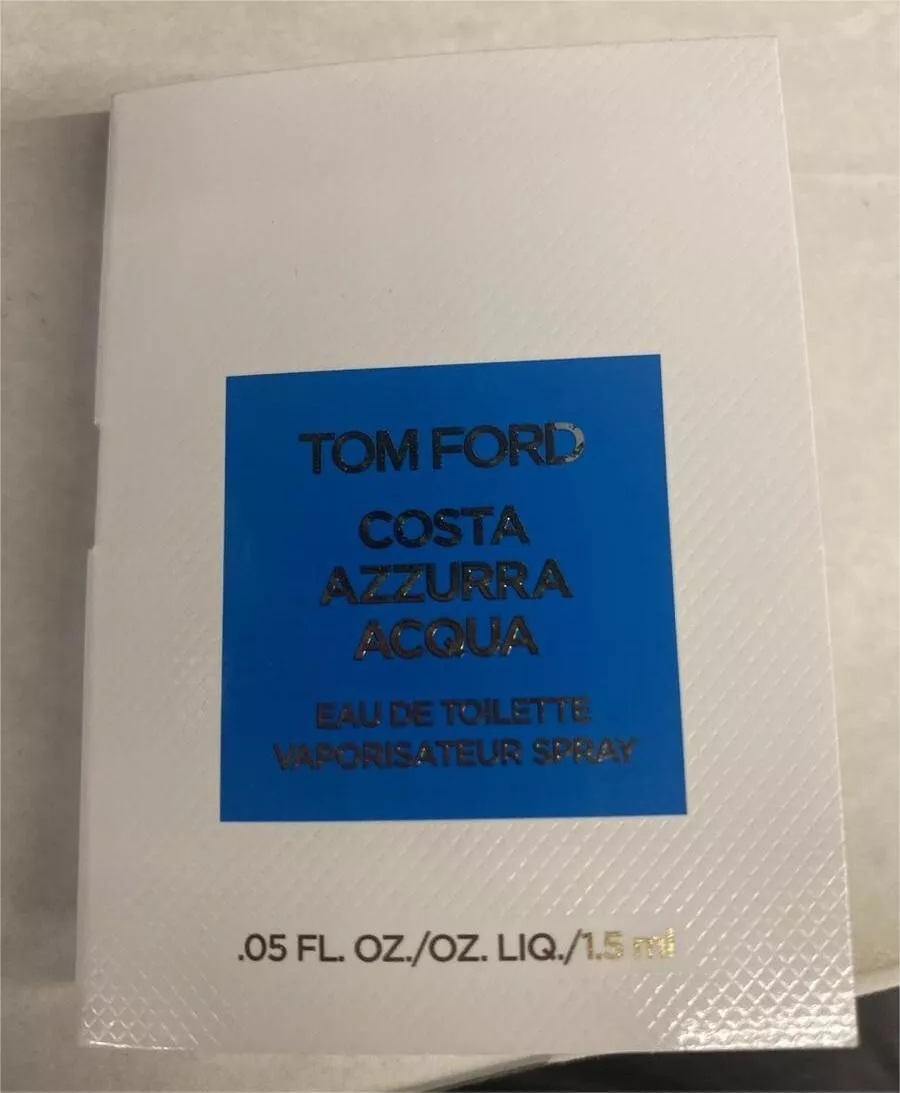 TOM FORD
COSTA
AZZURRA
ACQUA
EAU DE TOILETTE
VAPORISATEUR SPRAY
.05 FL. OZ./OZ. LIQ./1.5 ml